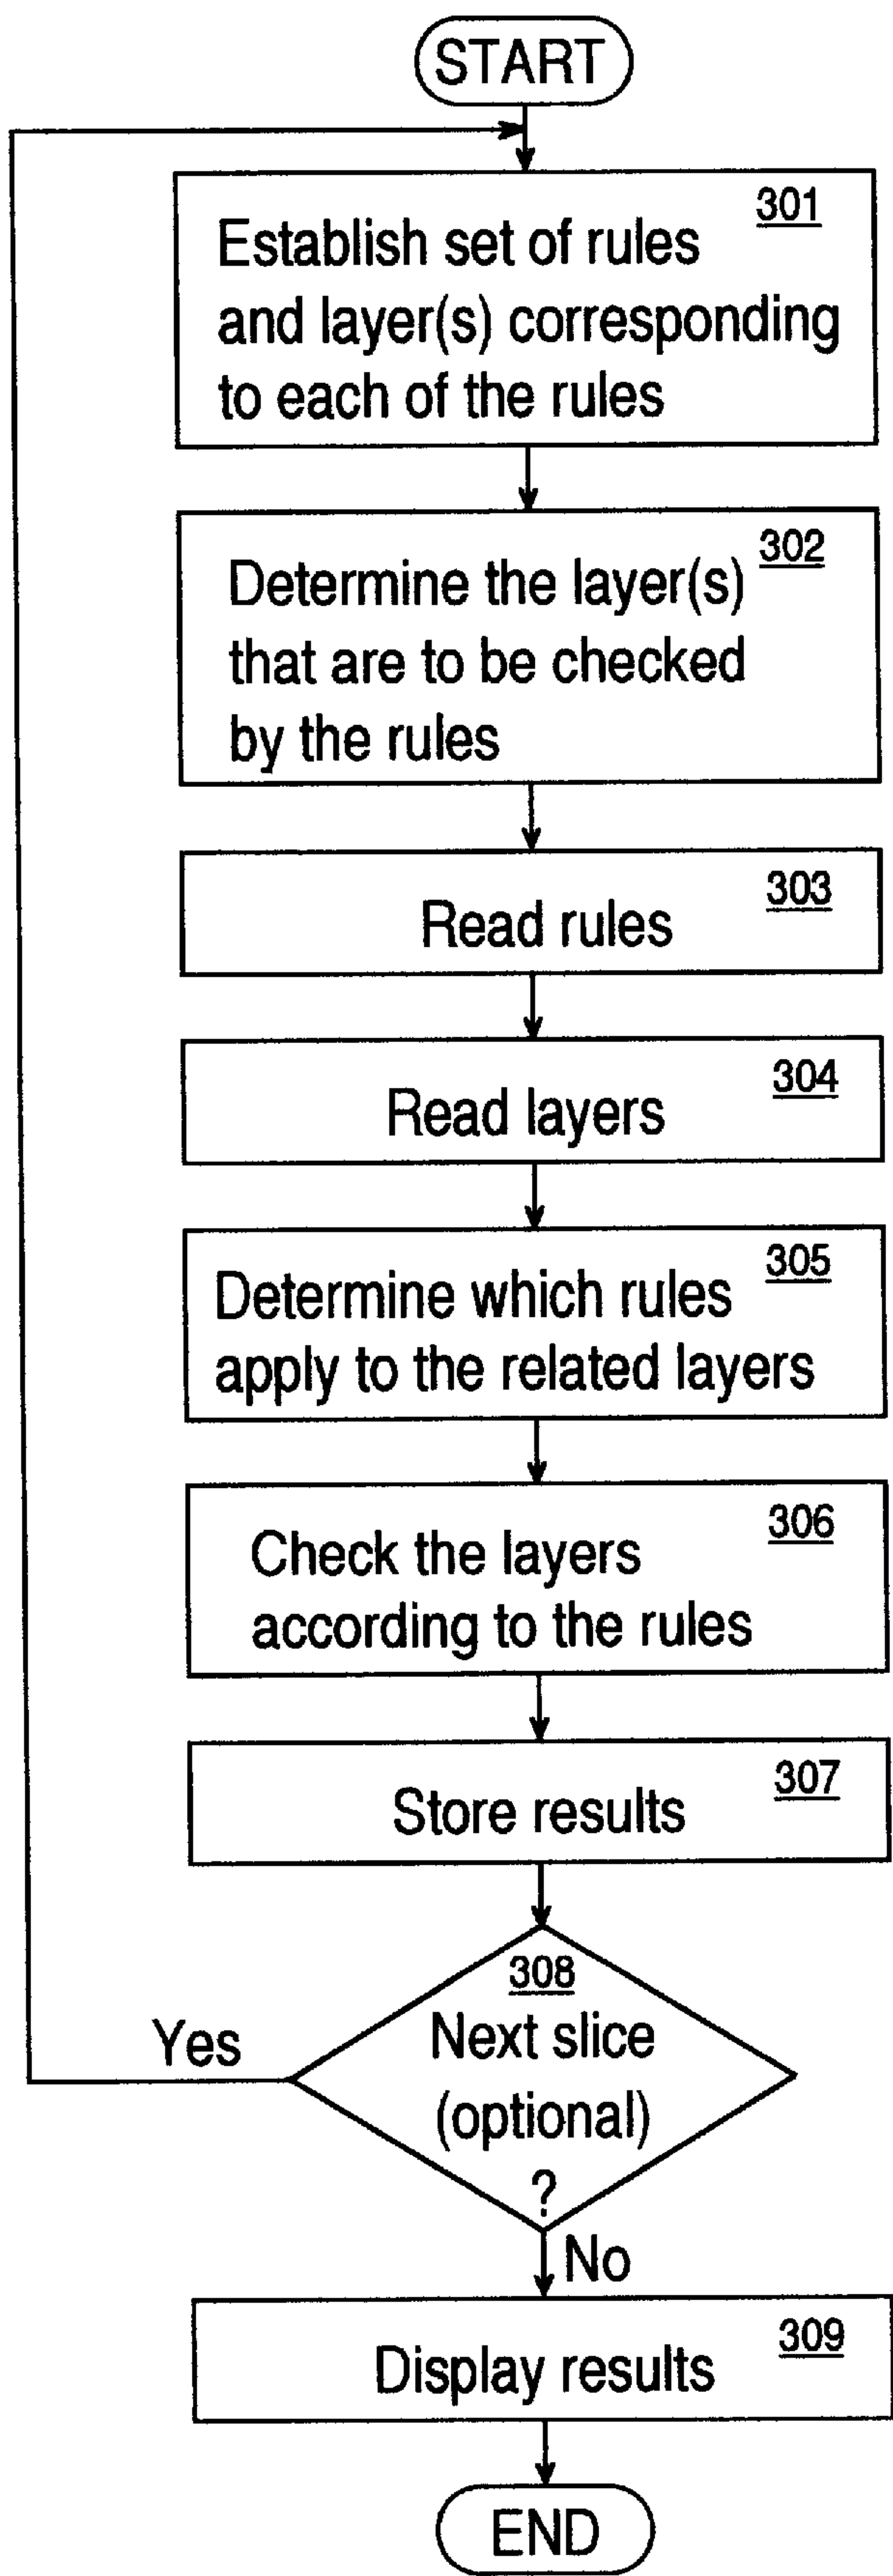 START
301
Establish set of rules
and layer(s) corresponding
to each of the rules
302
Determine the layer(s)
that are to be checked
by the rules
303
Read rules
304
Read layers
305
Determine which rules
apply to the related layers
306
Check the layers
according to the rules
307
Store results
308
Next slice
(optional)
?
Yes
No
309
Display results
END